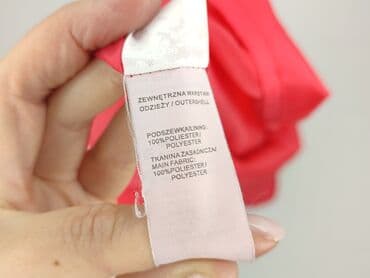 ZEWNĘTRZNA WARSTWA
ODZIEŻY / OUTERSHELL
PODSZEWKA/LINING:
100%POLIESTER/
POLYESTER
TKANINA ZASADNICZA/
MAIN FABRIC:
100%POLIESTER/
POLYESTER